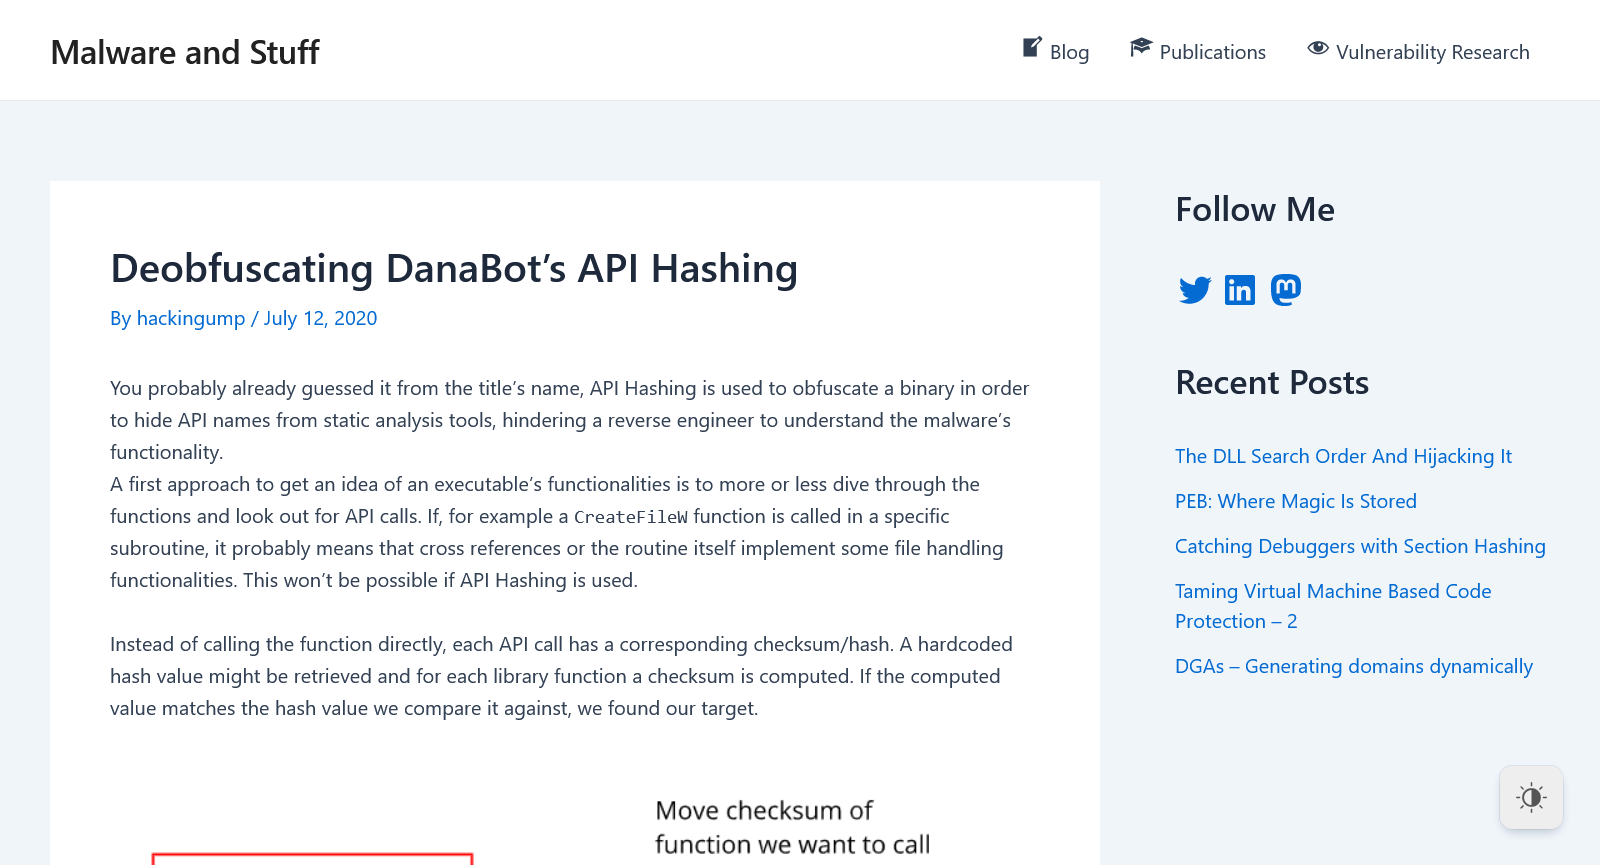 Malware and Stuff
Blog
Publications
Vulnerability Research
Deobfuscating DanaBot’s API Hashing
By hackingump / July 12, 2020
You probably already guessed it from the title’s name, API Hashing is used to obfuscate a binary in order
to hide API names from static analysis tools, hindering a reverse engineer to understand the malware’s
functionality.
A first approach to get an idea of an executable’s functionalities is to more or less dive through the
functions and look out for API calls. If, for example a CreateFileW function is called in a specific
subroutine, it probably means that cross references or the routine itself implement some file handling
functionalities. This won’t be possible if API Hashing is used.
Instead of calling the function directly, each API call has a corresponding checksum/hash. A hardcoded
hash value might be retrieved and for each library function a checksum is computed. If the computed
value matches the hash value we compare it against, we found our target.
Move checksum of
function we want to call
Follow Me
Recent Posts
The DLL Search Order And Hijacking It
PEB: Where Magic Is Stored
Catching Debuggers with Section Hashing
Taming Virtual Machine Based Code
Protection – 2
DGAs – Generating domains dynamically